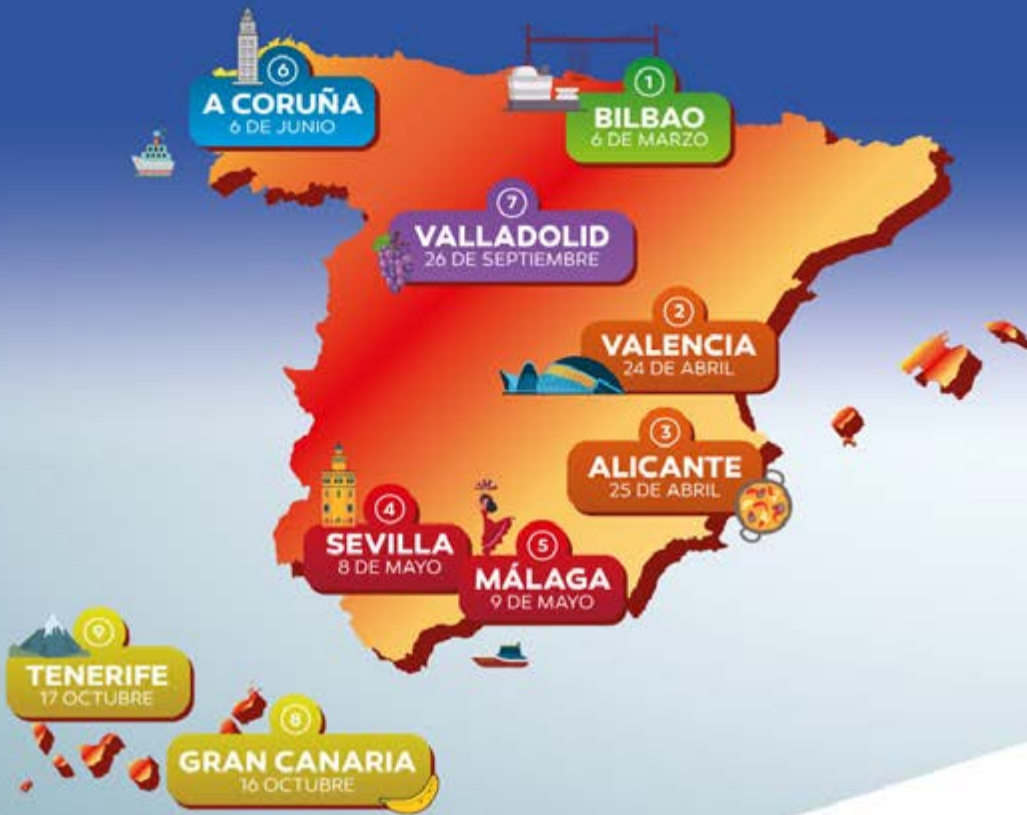 6
A CORUÑA
6 DE JUNIO
1
BILBAO
6 DE MARZO
7
VALLADOLID
26 DE SEPTIEMBRE
2
VALENCIA
24 DE ABRIL
3
ALICANTE
25 DE ABRIL
4
SEVILLA
8 DE MAYO
5
MÁLAGA
9 DE MAYO
9
TENERIFE
17 OCTUBRE
8
GRAN CANARIA
16 OCTUBRE